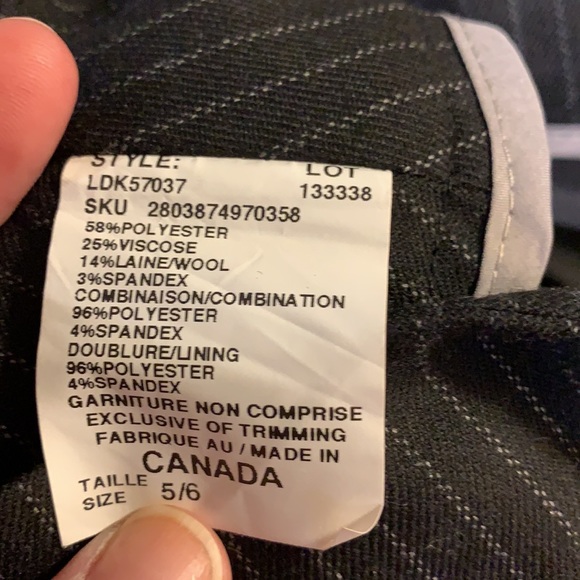 STYLE: LOT
LDK57037 133338
SKU 2803874970358
58%POLYESTER
25%VISCOSE
14%LAINE/WOOL
3%SPANDEX
COMBINAISON/COMBINATION
96%POLYESTER
4%SPANDEX
DOUBLURE/LINING
96%POLYESTER
4%SPANDEX
GARNITURE NON COMPRISE
EXCLUSIVE OF TRIMMING
FABRIQUE AU / MADE IN
CANADA
TAILLE
SIZE 5/6